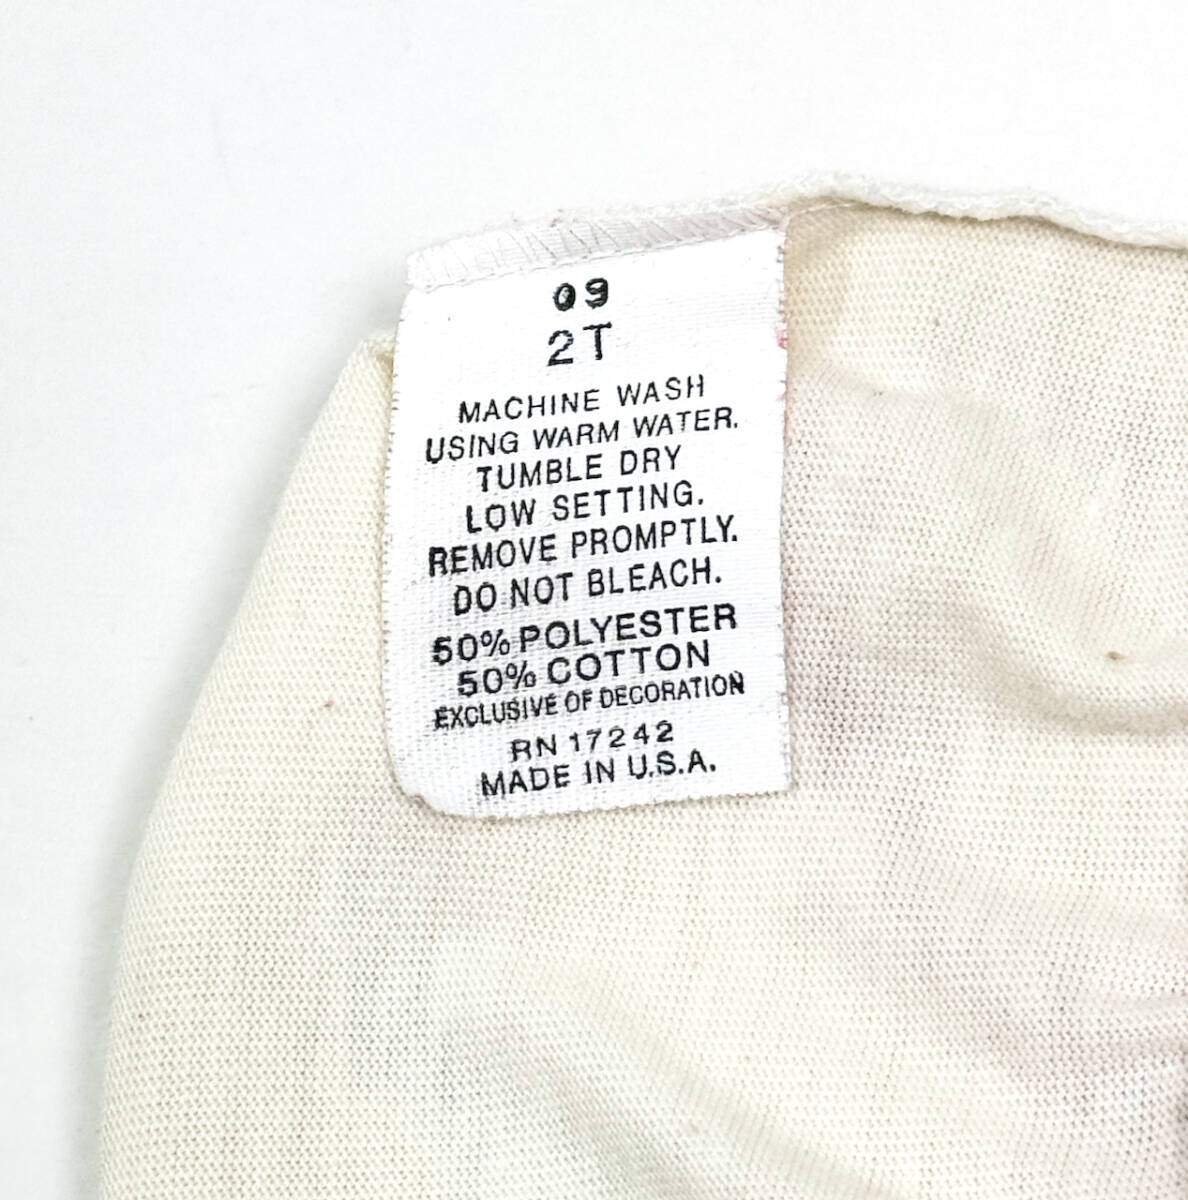 09
2T
MACHINE WASH
USING WARM WATER.
TUMBLE DRY
LOW SETTING.
REMOVE PROMPTLY.
DO NOT BLEACH.
50% POLYESTER
50% COTTON
EXCLUSIVE OF DECORATION
RN 17242
MADE IN U.S.A.